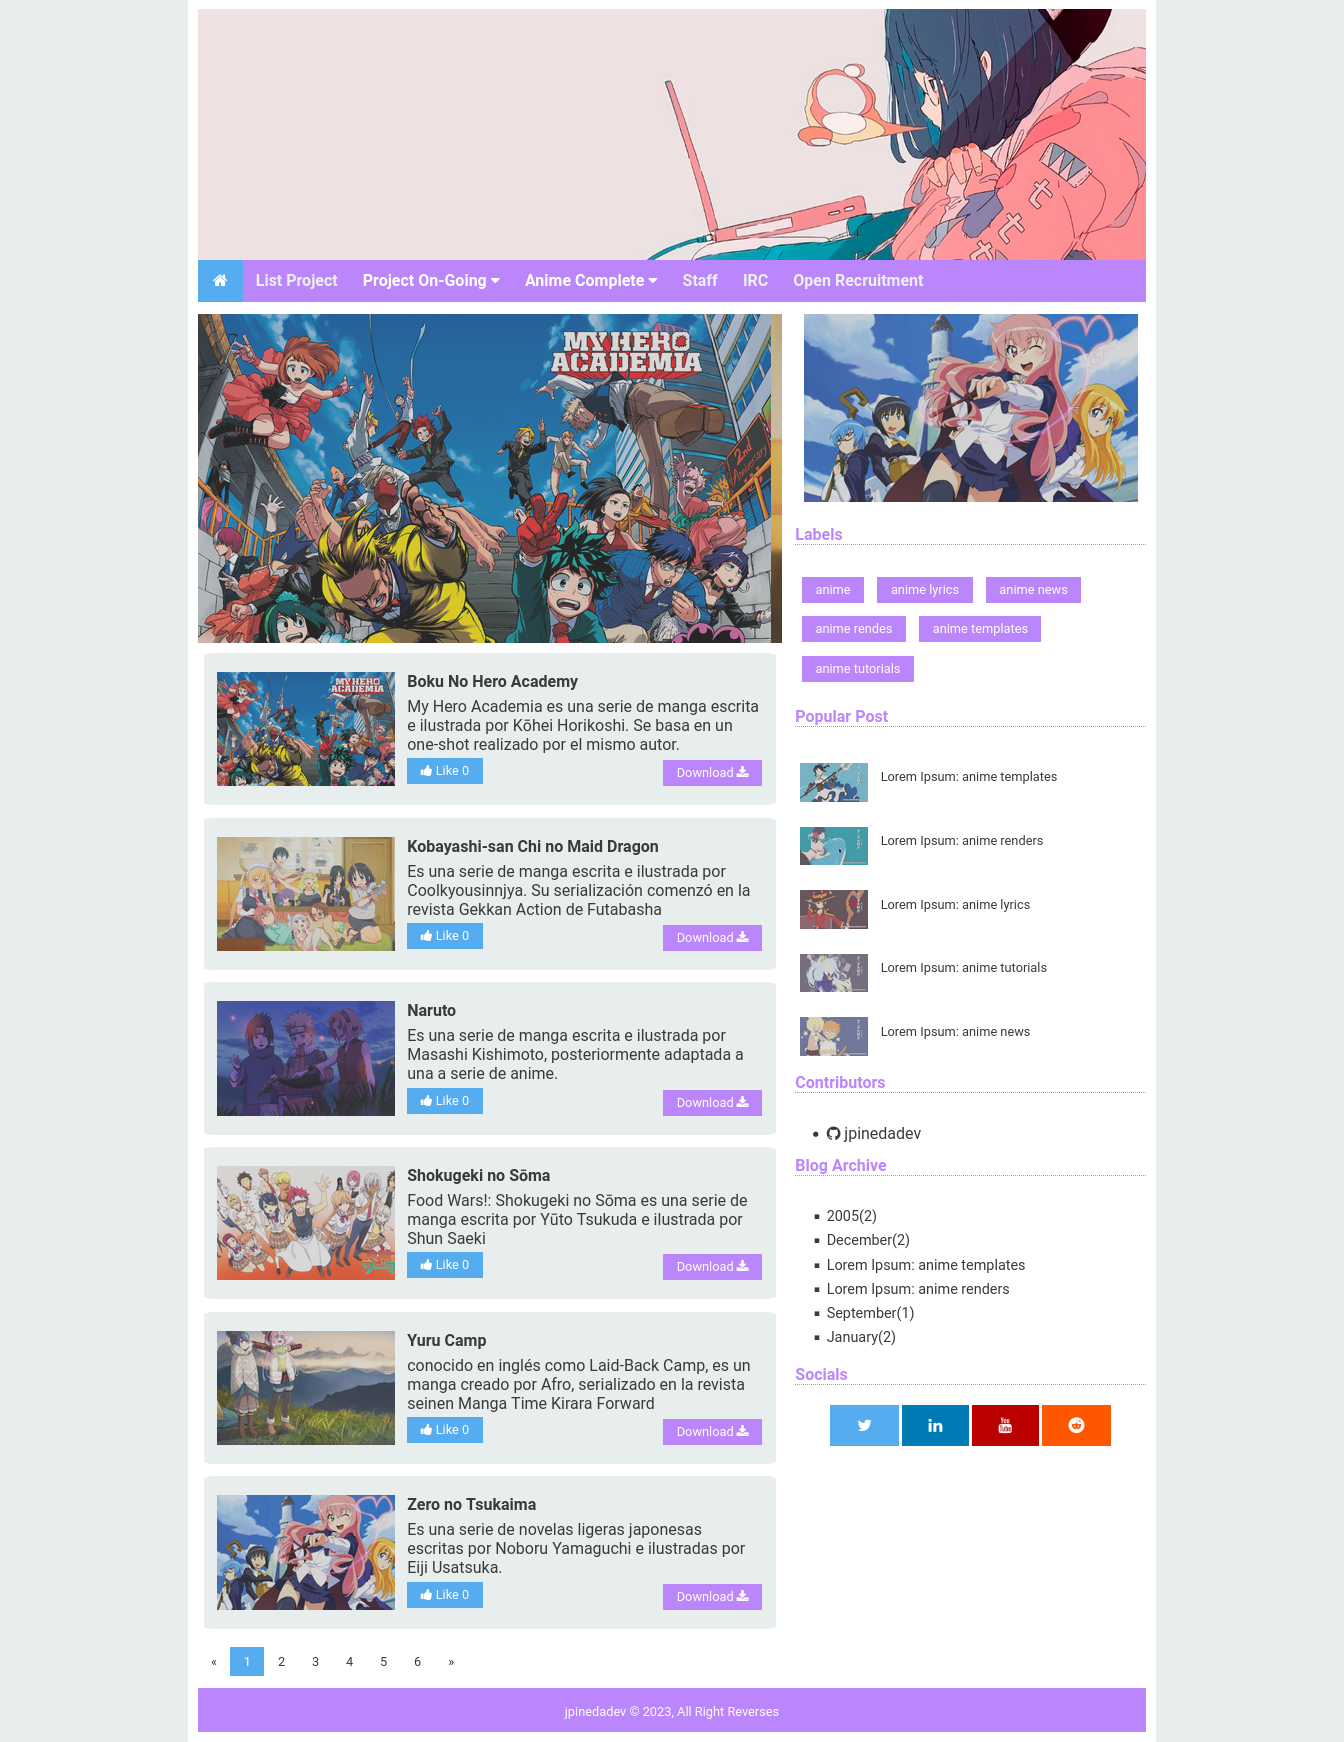 List Project
Project On-Going
Anime Complete
Staff
IRC
Open Recruitment
MY HERO
ACADEMIA
2nd
Anniversary
Boku No Hero Academy
My Hero Academia es una serie de manga escrita
e ilustrada por Kōhei Horikoshi. Se basa en un
one-shot realizado por el mismo autor.
Like 0
Download
Kobayashi-san Chi no Maid Dragon
Es una serie de manga escrita e ilustrada por
Coolkyousinnjya. Su serialización comenzó en la
revista Gekkan Action de Futabasha
Like 0
Download
Naruto
Es una serie de manga escrita e ilustrada por
Masashi Kishimoto, posteriormente adaptada a
una a serie de anime.
Like 0
Download
Shokugeki no Sōma
Food Wars!: Shokugeki no Sōma es una serie de
manga escrita por Yūto Tsukuda e ilustrada por
Shun Saeki
Like 0
Download
Yuru Camp
conocido en inglés como Laid-Back Camp, es un
manga creado por Afro, serializado en la revista
seinen Manga Time Kirara Forward
Like 0
Download
Zero no Tsukaima
Es una serie de novelas ligeras japonesas
escritas por Noboru Yamaguchi e ilustradas por
Eiji Usatsuka.
Like 0
Download
« 1 2 3 4 5 6 »
Labels
anime
anime lyrics
anime news
anime rendes
anime templates
anime tutorials
Popular Post
Lorem Ipsum: anime templates
Lorem Ipsum: anime renders
Lorem Ipsum: anime lyrics
Lorem Ipsum: anime tutorials
Lorem Ipsum: anime news
Contributors
jpinedadev
Blog Archive
2005(2)
December(2)
Lorem Ipsum: anime templates
Lorem Ipsum: anime renders
September(1)
January(2)
Socials
You
Tube
jpinedadev © 2023, All Right Reverses